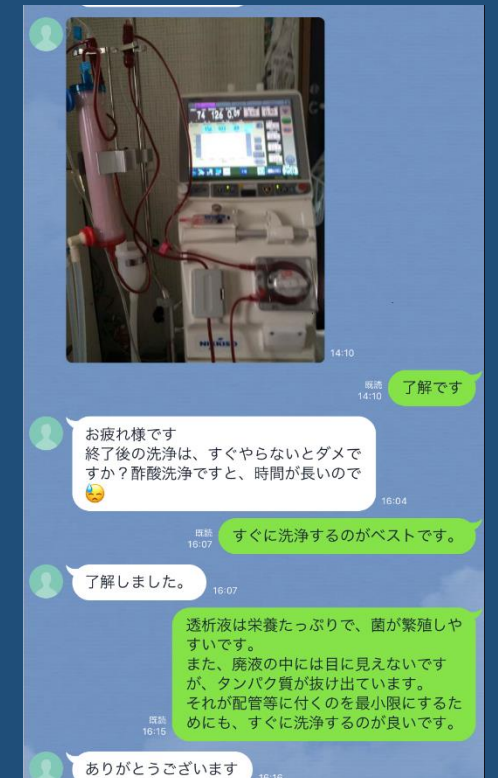 74 126 0.01
NIKKISO
14:10
既読
14:10
了解です
お疲れ様です
終了後の洗浄は、すぐやらないとダメで
すか？酢酸洗浄ですと、時間が長いので
16:04
既読
16:07
すぐに洗浄するのがベストです。
了解しました。
16:07
透析液は栄養たっぷりで、菌が繁殖しや
すいです。
また、廃液の中には目に見えないです
が、タンパク質が抜け出ています。
それが配管等に付くのを最小限にするた
めにも、すぐに洗浄するのが良いです。
既読
16:15
ありがとうございます
16:16